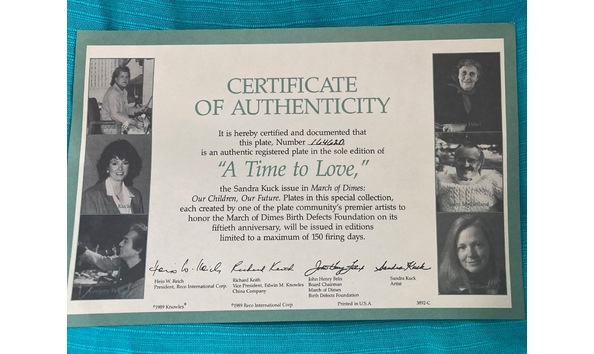 CERTIFICATE
OF AUTHENTICITY
It is hereby certified and documented that
this plate, Number
is an authentic registered plate in the sole edition of
"A Time to Love,"
the Sandra Kuck issue in March of Dimes:
Our Children, Our Future. Plates in this special collection,
each created by one of the plate community's premier artists to
honor the March of Dimes Birth Defects Foundation on its
fiftieth anniversary, will be issued in editions
limited to a maximum of 150 firing days.
Heio W. Reich
President, Reco International Corp.
Richard Keith
Vice President, Edwin M. Knowles
China Company
John Henry Felix
Board Chairman
March of Dimes
Birth Defects Foundation
Sandra Kuck
Artist
©1989 Knowles®
©1989 Reco International Corp.
Printed in U.S.A.
3892-C